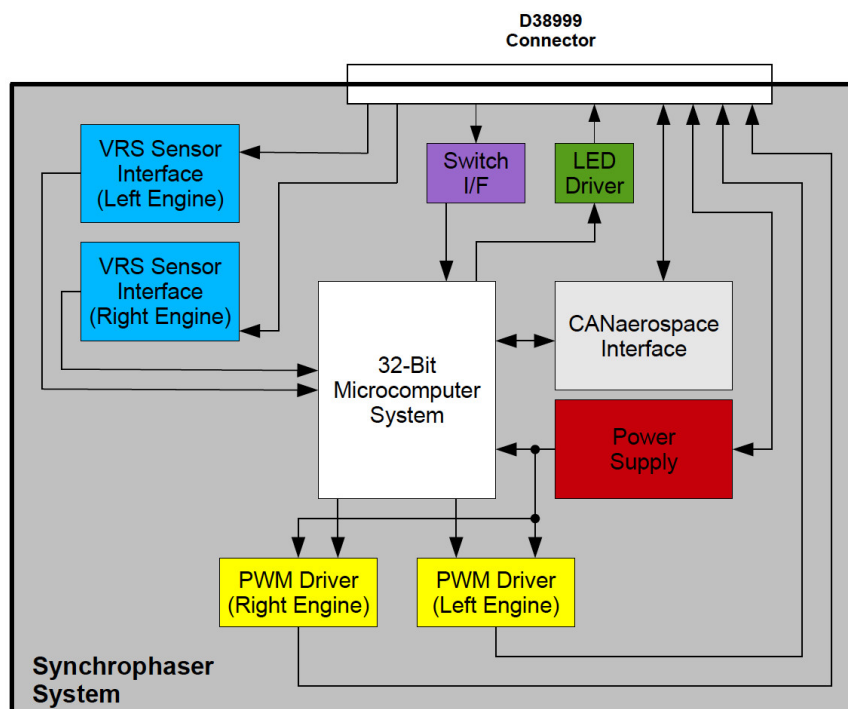 D38999
Connector
VRS Sensor
Interface
(Left Engine)
Switch
I/F
LED
Driver
VRS Sensor
Interface
(Right Engine)
32-Bit
Microcomputer
System
CANaerospace
Interface
Power
Supply
PWM Driver
(Right Engine)
PWM Driver
(Left Engine)
Synchrophaser
System